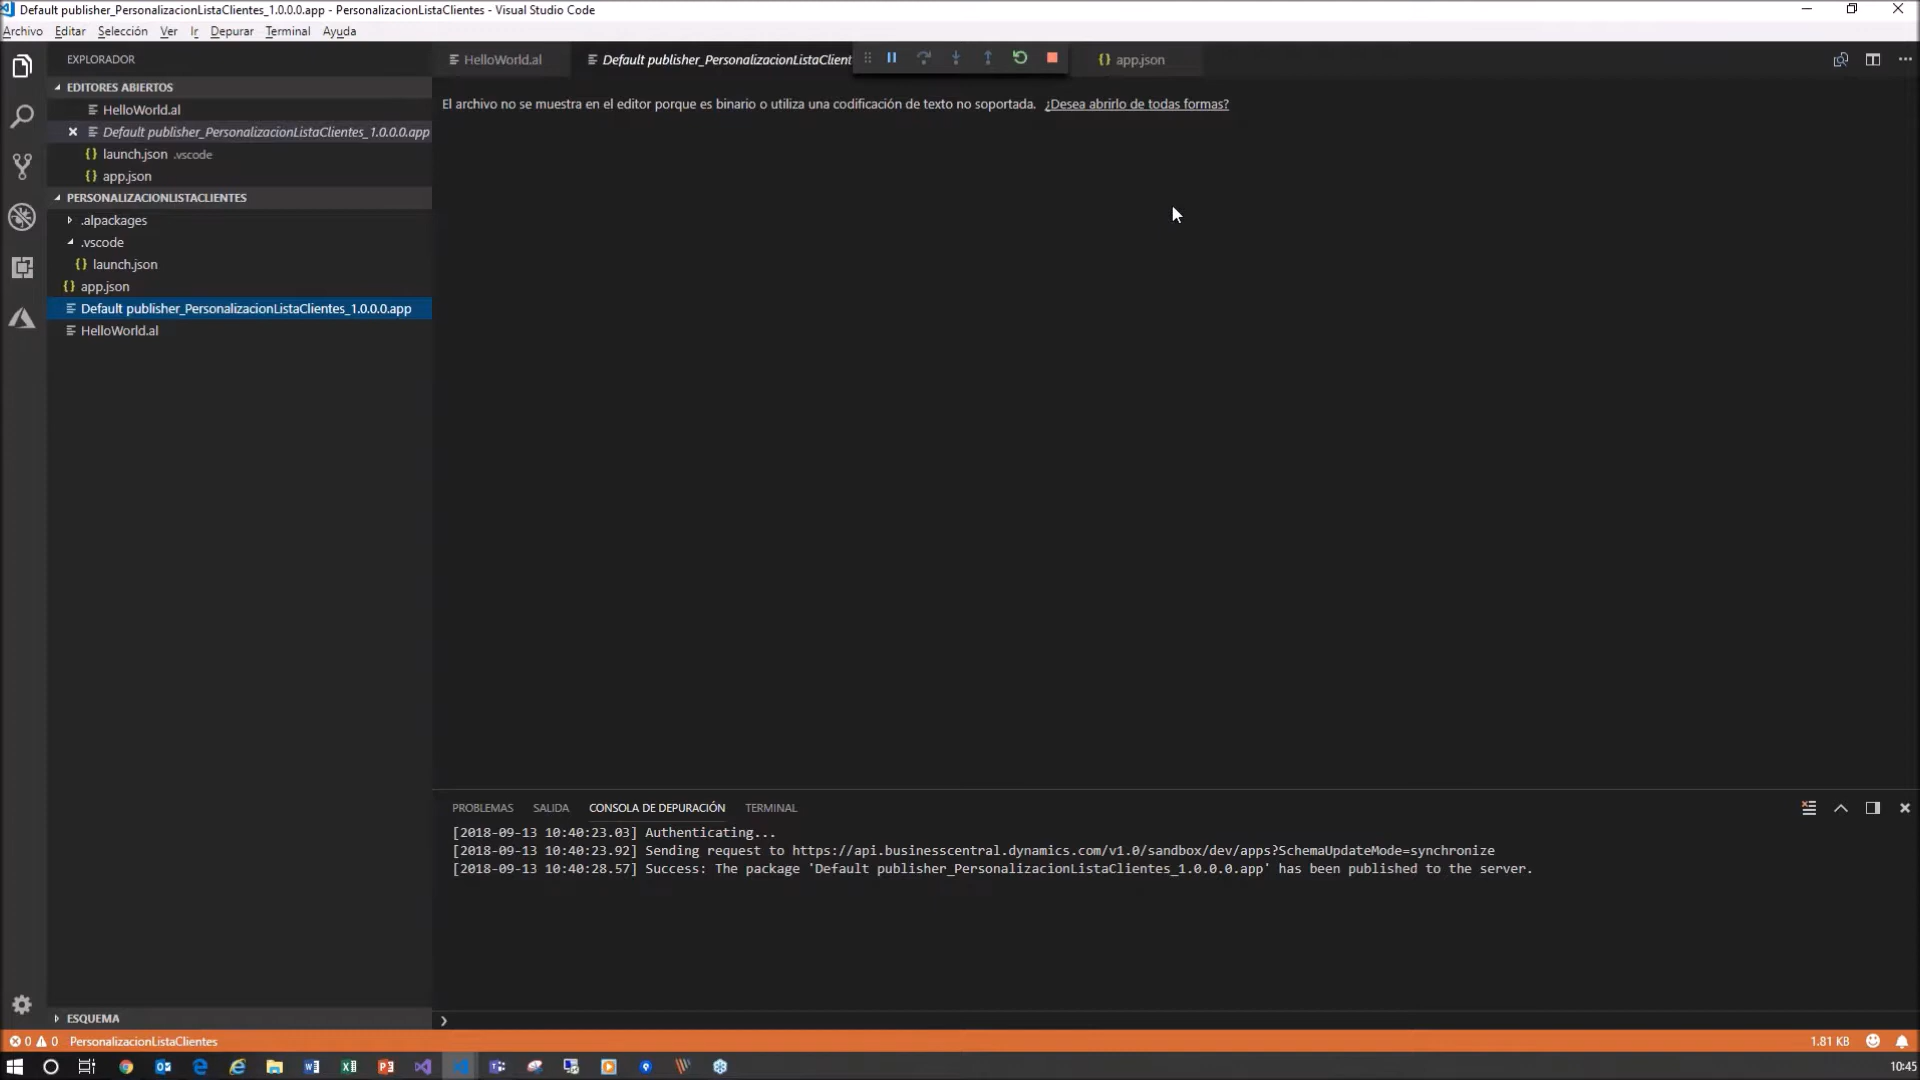 Default publisher_PersonalizacionListaClientes_1.0.0.0.app - PersonalizacionListaClientes - Visual Studio Code
Archivo Editar Selección Ver Ir Depurar Terminal Ayuda
EXPLORADOR
EDITORES ABIERTOS
HelloWorld.al
Default publisher_PersonalizacionListaClientes_1.0.0.0.app
launch.json .vscode
app.json
PERSONALIZACIONLISTACLIENTES
.alpackages
.vscode
launch.json
app.json
Default publisher_PersonalizacionListaClientes_1.0.0.0.app
HelloWorld.al
ESQUEMA
HelloWorld.al Default publisher_PersonalizacionListaClient app.json
El archivo no se muestra en el editor porque es binario o utiliza una codificación de texto no soportada. ¿Desea abrirlo de todas formas?
PROBLEMAS SALIDA CONSOLA DE DEPURACIÓN TERMINAL
[2018-09-13 10:40:23.03] Authenticating...
[2018-09-13 10:40:23.92] Sending request to https://api.businesscentral.dynamics.com/v1.0/sandbox/dev/apps?SchemaUpdateMode=synchronize
[2018-09-13 10:40:28.57] Success: The package 'Default publisher_PersonalizacionListaClientes_1.0.0.0.app' has been published to the server.
0 0 PersonalizacionListaClientes 1.81 KB
10:45